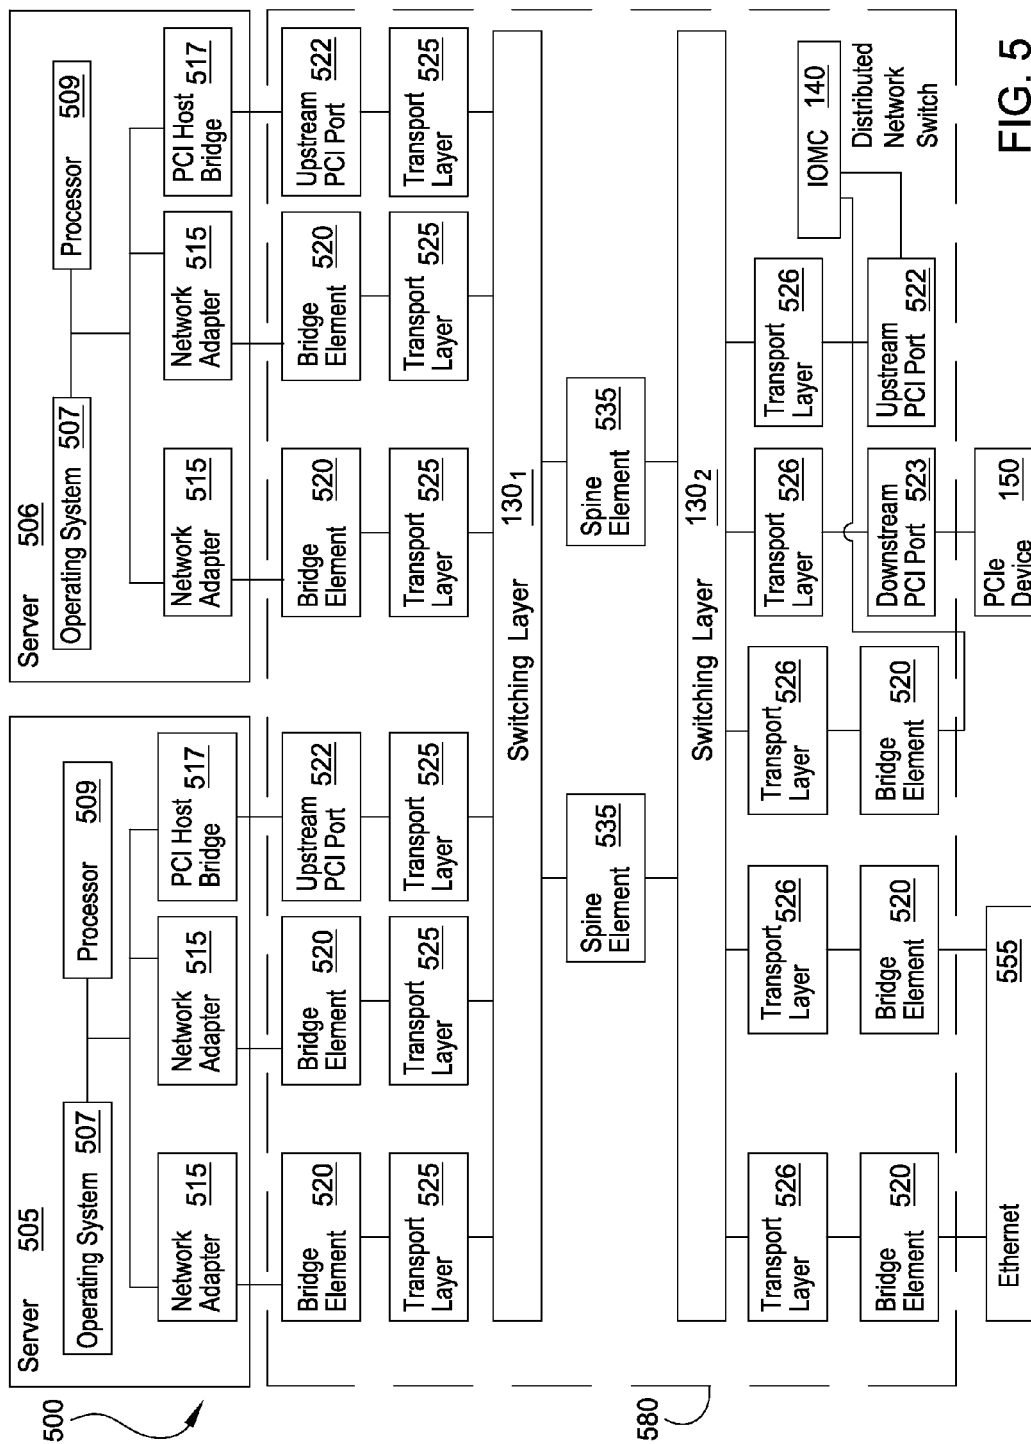 500
Server 505
Operating System 507
Processor 509
Network
Adapter 515
Network
Adapter 515
PCI Host
Bridge 517
Server 506
Operating System 507
Processor 509
Network
Adapter 515
Network
Adapter 515
PCI Host
Bridge 517
Bridge
Element 520
Bridge
Element 520
Upstream
PCI Port 522
Bridge
Element 520
Bridge
Element 520
Upstream
PCI Port 522
Transport
Layer 525
Transport
Layer 525
Transport
Layer 525
Transport
Layer 525
Transport
Layer 525
Transport
Layer 525
Switching Layer 130₁
Spine
Element 535
Spine
Element 535
580
Switching Layer 130₂
Transport
Layer 526
Transport
Layer 526
Transport
Layer 526
Transport
Layer 526
Transport
Layer 526
IOMC 140
Distributed
Network
Switch
Bridge
Element 520
Bridge
Element 520
Bridge
Element 520
Downstream
PCI Port 523
Upstream
PCI Port 522
Ethernet 555
PCIe
Device 150
FIG. 5